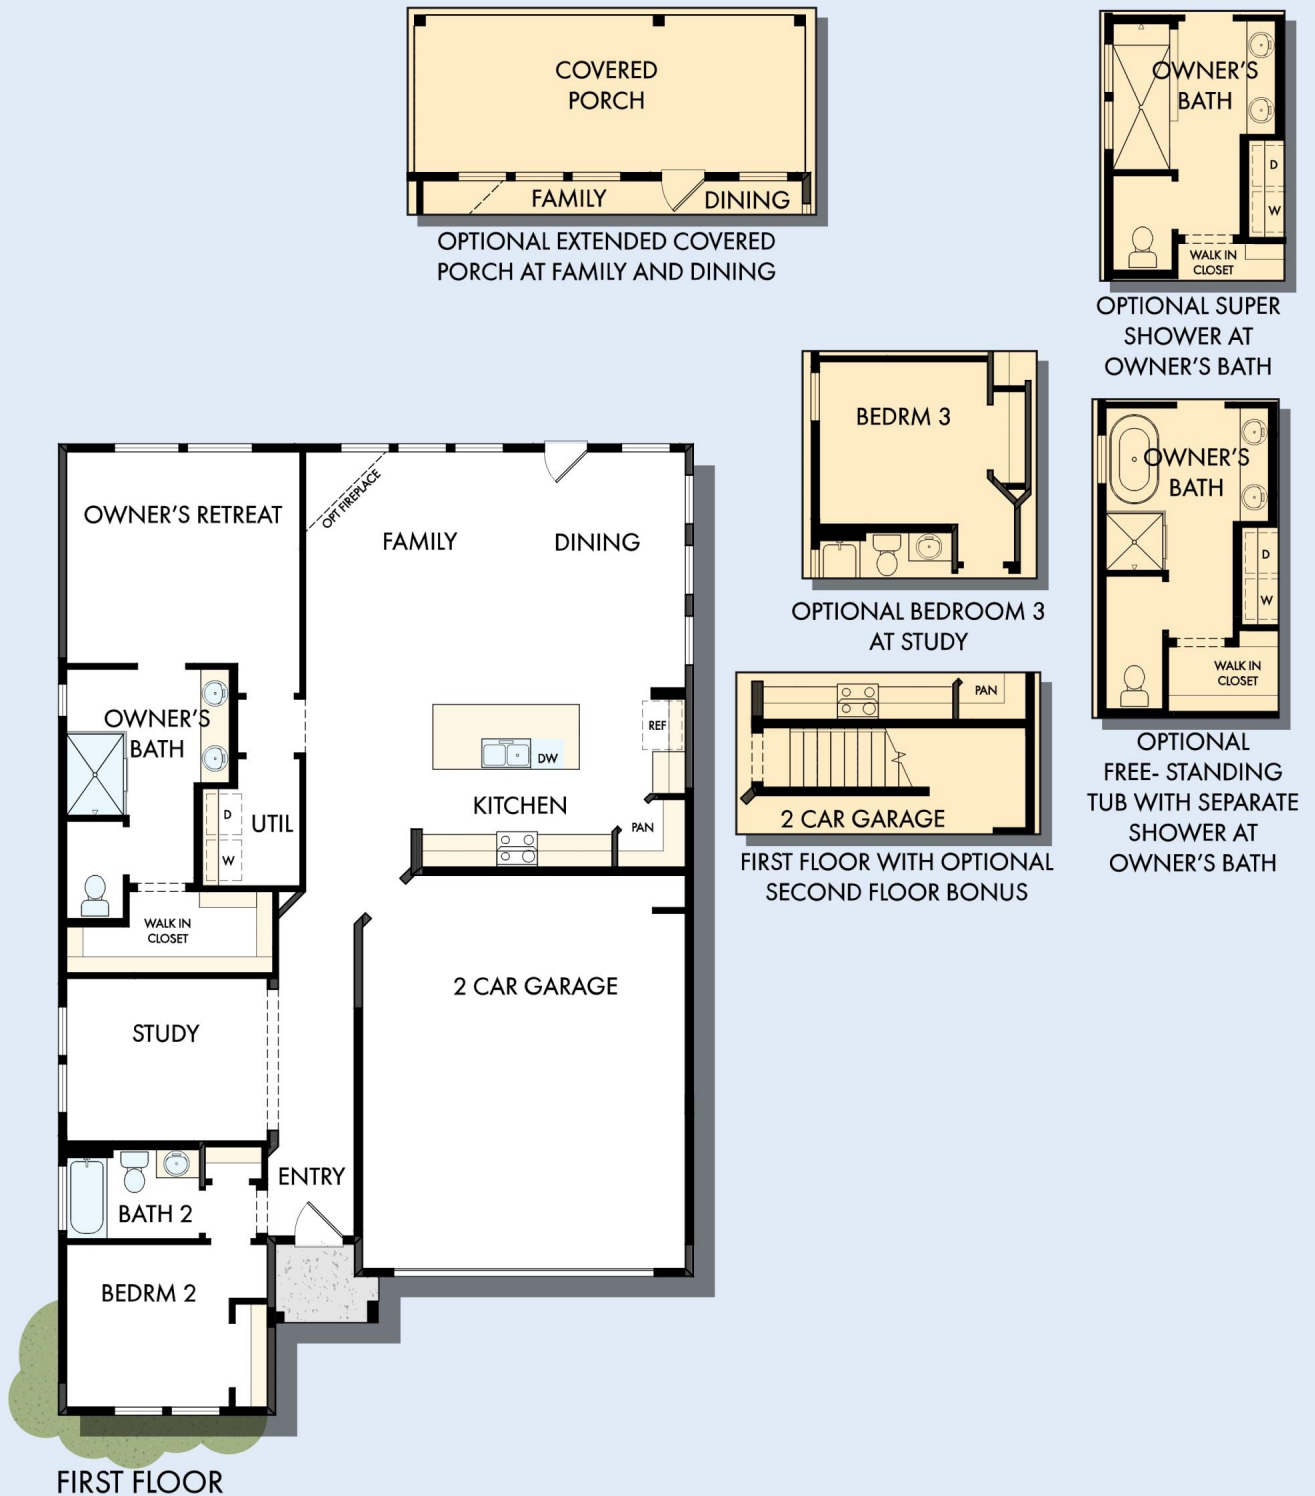 COVERED
PORCH
FAMILY
DINING
OPTIONAL EXTENDED COVERED
PORCH AT FAMILY AND DINING
OWNER'S
BATH
D
W
WALK IN
CLOSET
OPTIONAL SUPER
SHOWER AT
OWNER'S BATH
BEDRM 3
OPTIONAL BEDROOM 3
AT STUDY
OWNER'S
BATH
D
W
WALK IN
CLOSET
OPTIONAL
FREE- STANDING
TUB WITH SEPARATE
SHOWER AT
OWNER'S BATH
PAN
2 CAR GARAGE
FIRST FLOOR WITH OPTIONAL
SECOND FLOOR BONUS
OWNER'S RETREAT
OPT FIREPLACE
FAMILY
DINING
OWNER'S
BATH
REF
DW
KITCHEN
D
W
UTIL
PAN
WALK IN
CLOSET
2 CAR GARAGE
STUDY
ENTRY
BATH 2
BEDRM 2
FIRST FLOOR